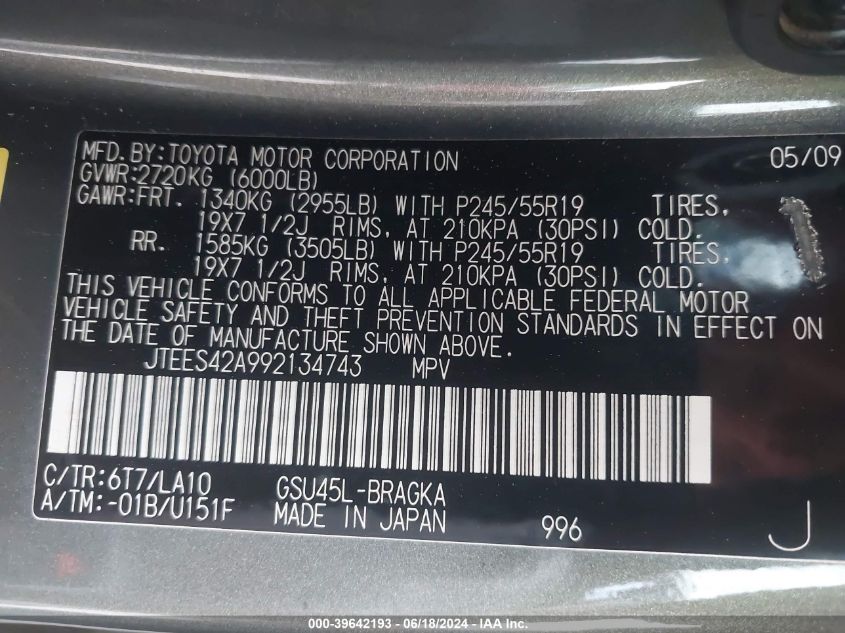 MFD.BY:TOYOTA MOTOR CORPORATION 05/09
GVWR:2720KG (6000LB)
GAWR:FRT. 1340KG (2955LB) WITH P245/55R19 TIRES,
19X7 1/2J RIMS, AT 210KPA (30PSI) COLD.
RR. 1585KG (3505LB) WITH P245/55R19 TIRES,
19X7 1/2J RIMS, AT 210KPA (30PSI) COLD.
THIS VEHICLE CONFORMS TO ALL APPLICABLE FEDERAL MOTOR
VEHICLE SAFETY AND THEFT PREVENTION STANDARDS IN EFFECT ON
THE DATE OF MANUFACTURE SHOWN ABOVE.
JTEES42A992134743 MPV
C/TR:6T7/LA10 GSU45L-BRAGKA
A/TM:-01B/U151F MADE IN JAPAN 996 J
000-39642193 - 06/18/2024 - IAA Inc.